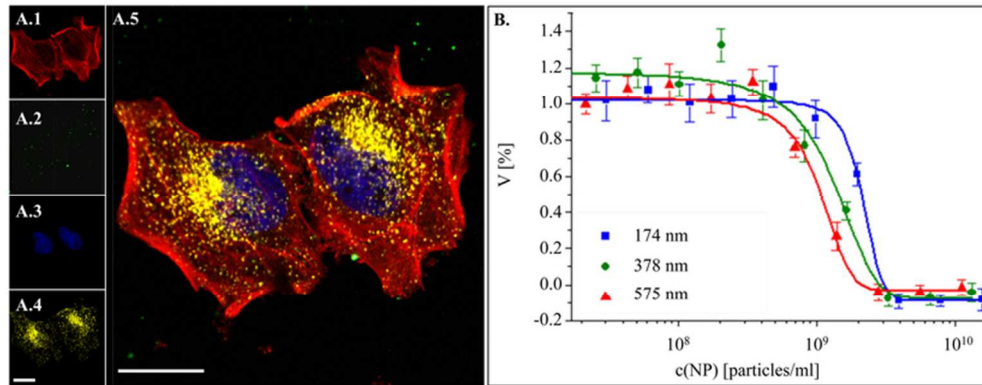 A.1
A.2
A.3
A.4
A.5
B.
1.4
1.2
1.0
0.8
0.6
0.4
0.2
0.0
-0.2
V [%]
174 nm
378 nm
575 nm
10⁸
10⁹
10¹⁰
c(NP) [particles/ml]